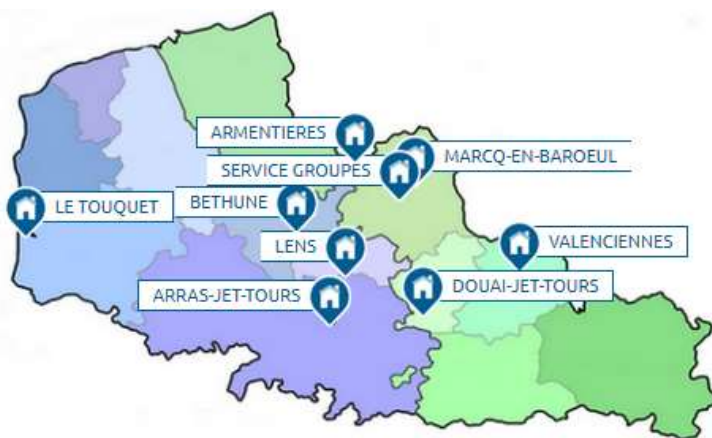 ARMENTIERES
MARCQ-EN-BAROEUL
SERVICE GROUPES
LE TOUQUET
BETHUNE
LENS
VALENCIENNES
ARRAS-JET-TOURS
DOUAI-JET-TOURS